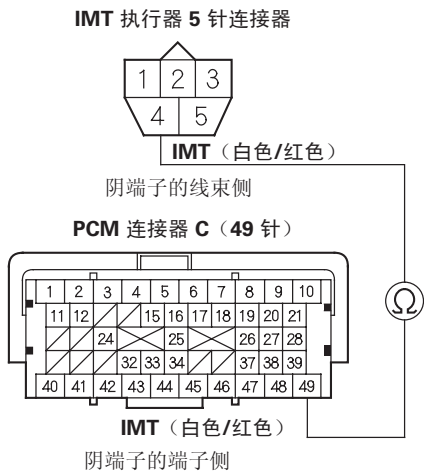 IMT 执行器 5 针连接器
1 2 3
4 5
IMT（白色/红色）
阴端子的线束侧
PCM 连接器 C（49 针）
1 2 3 4 5 6 7 8 9 10
11 12 15 16 17 18 19 20 21
24 25 26 27 28
32 33 34 37 38 39
40 41 42 43 44 45 46 47 48 49
Ω
IMT（白色/红色）
阴端子的端子侧